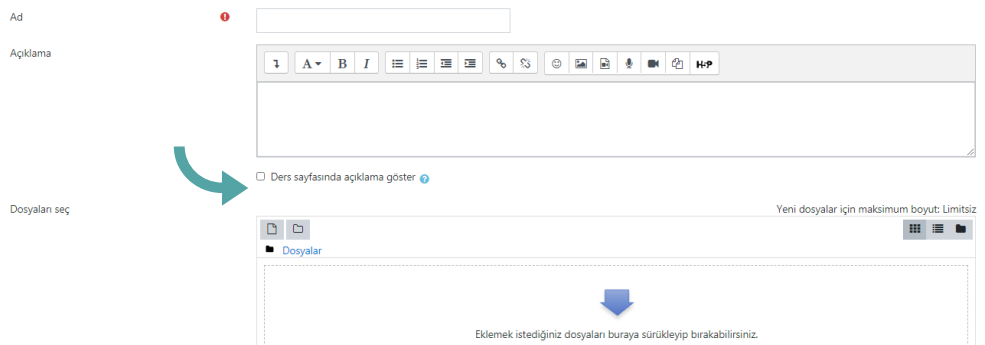 Ad
Açıklama
A B I H5P
Ders sayfasında açıklama göster
Dosyaları seç
Yeni dosyalar için maksimum boyut: Limitsiz
Dosyalar
Eklemek istediğiniz dosyaları buraya sürükleyip bırakabilirsiniz.